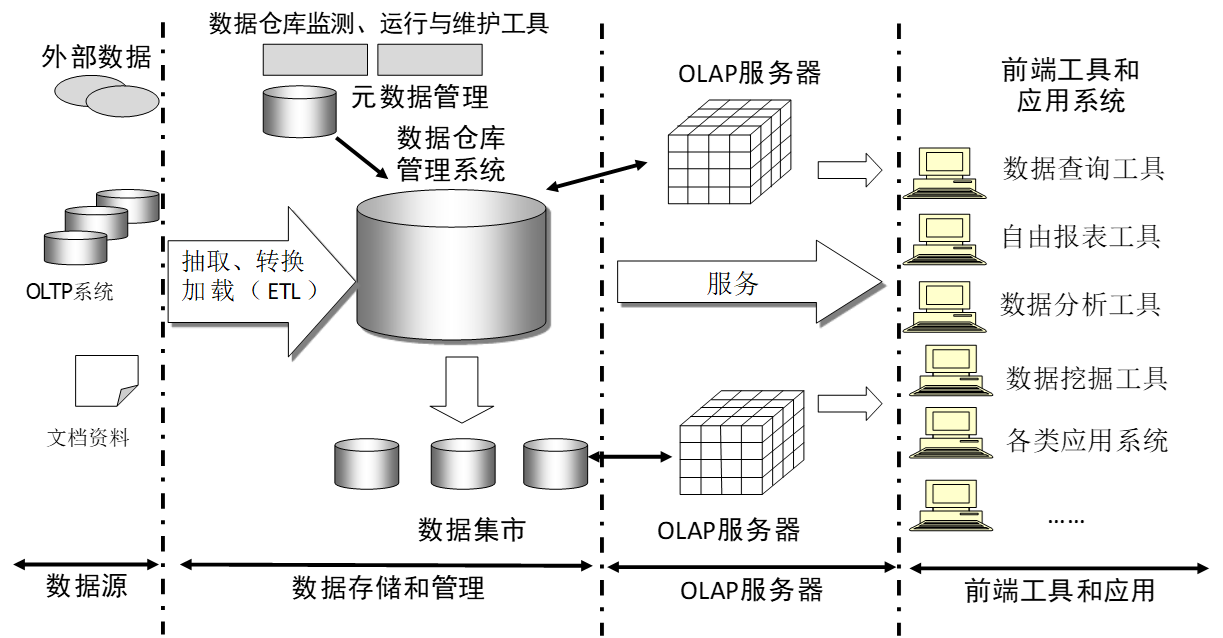 外部数据
OLTP系统
文档资料
数据源
数据仓库监测、运行与维护工具
元数据管理
数据仓库
管理系统
抽取、转换
加载（ETL）
数据集市
数据存储和管理
OLAP服务器
服务
OLAP服务器
OLAP服务器
前端工具和
应用系统
数据查询工具
自由报表工具
数据分析工具
数据挖掘工具
各类应用系统
……
前端工具和应用